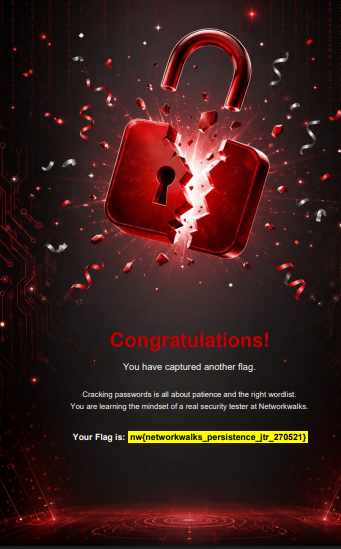 Congratulations!
You have captured another flag.
Cracking passwords is all about patience and the right wordlist.
You are learning the mindset of a real security tester at Networkwalks.
Your Flag is: nw{networkwalks_persistence_jtr_270521}